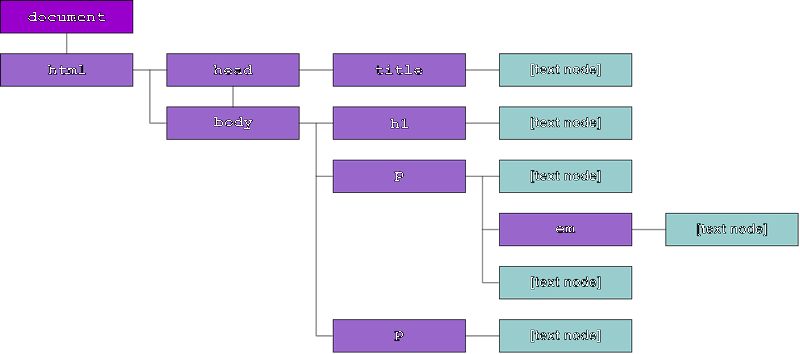 document
html
head
title
[text node]
body
h1
[text node]
p
[text node]
em
[text node]
[text node]
p
[text node]